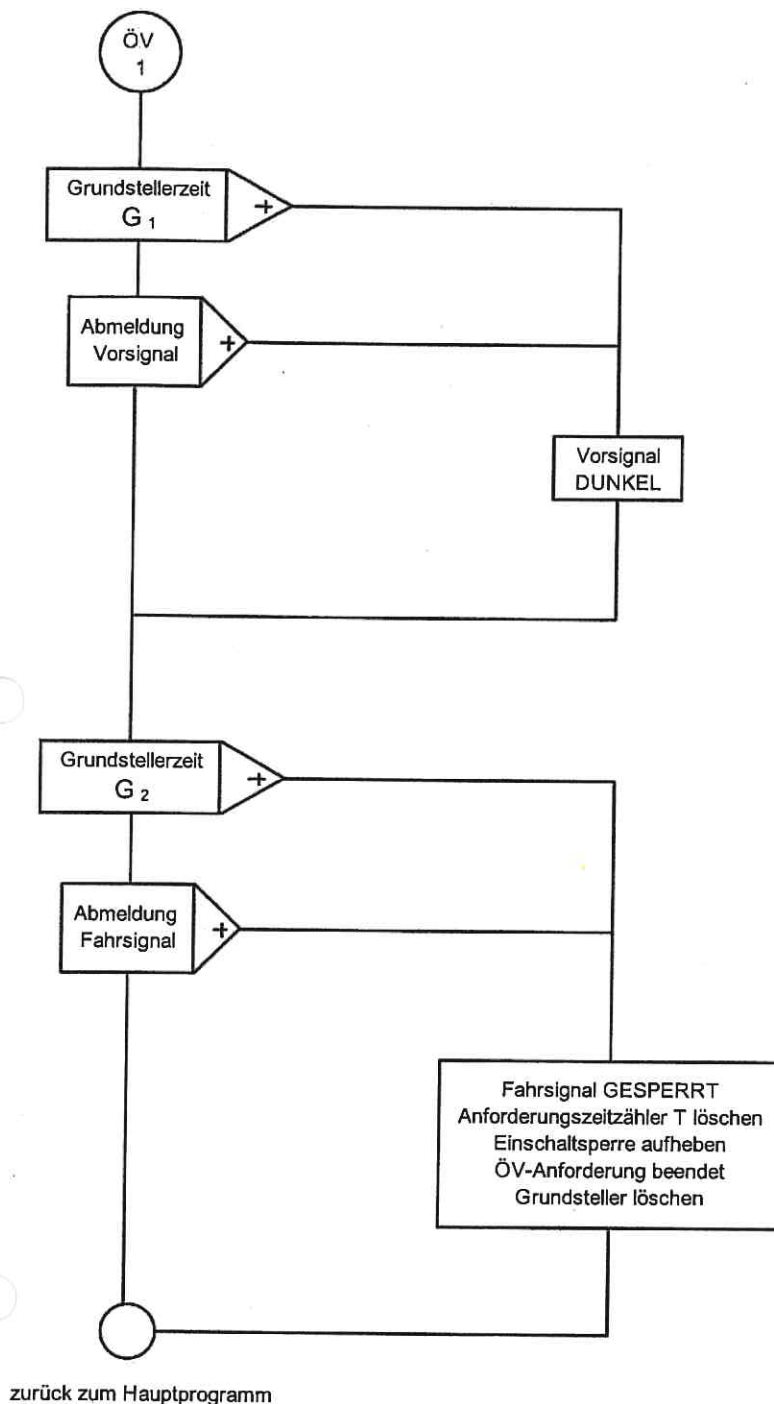 ÖV
1
Grundstellerzeit
G 1
+
Abmeldung
Vorsignal
+
Vorsignal
DUNKEL
Grundstellerzeit
G 2
+
Abmeldung
Fahrsignal
+
Fahrsignal GESPERRT
Anforderungszeitzähler T löschen
Einschaltsperre aufheben
ÖV-Anforderung beendet
Grundsteller löschen
zurück zum Hauptprogramm